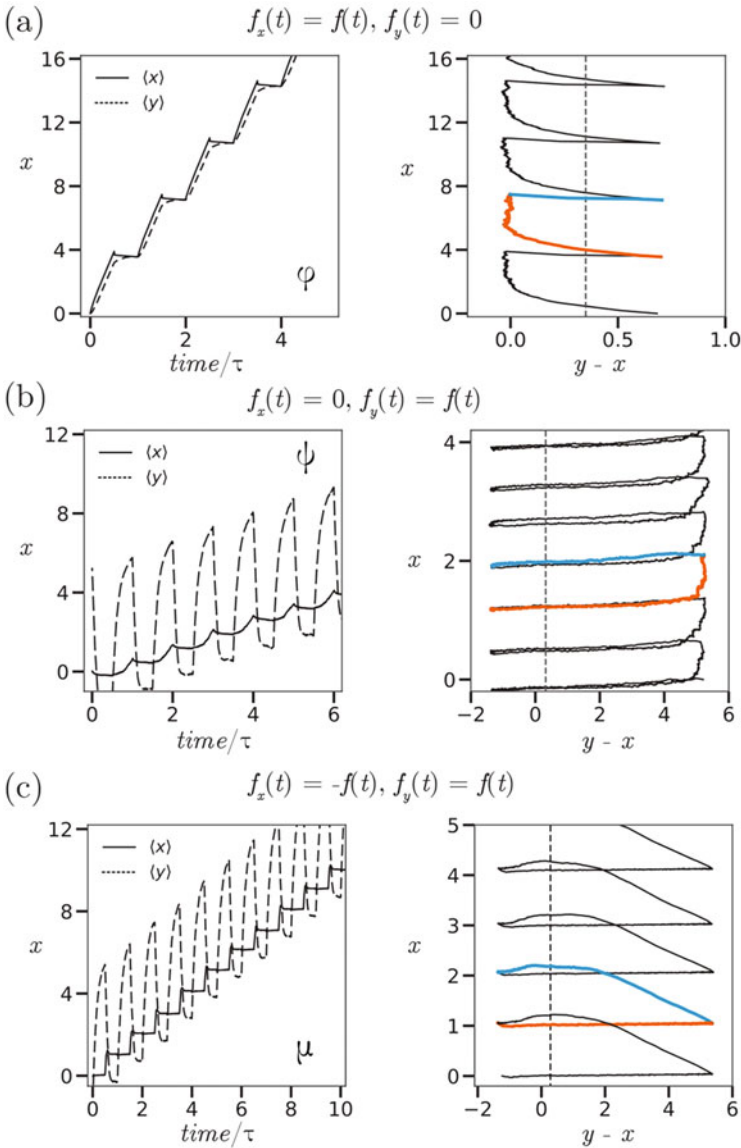 (a) fₓ(t) = f(t), f_y(t) = 0
16
12
8
4
0
x
⟨x⟩
⟨y⟩
φ
0 2 4
time/τ
16
12
8
4
0
x
0.0 0.5 1.0
y - x
(b) fₓ(t) = 0, f_y(t) = f(t)
12
8
4
0
x
⟨x⟩
⟨y⟩
ψ
0 2 4 6
time/τ
4
2
0
x
−2 0 2 4 6
y - x
(c) fₓ(t) = -f(t), f_y(t) = f(t)
12
8
4
0
x
⟨x⟩
⟨y⟩
μ
0 2 4 6 8 10
time/τ
5
4
3
2
1
0
x
−2 0 2 4 6
y - x